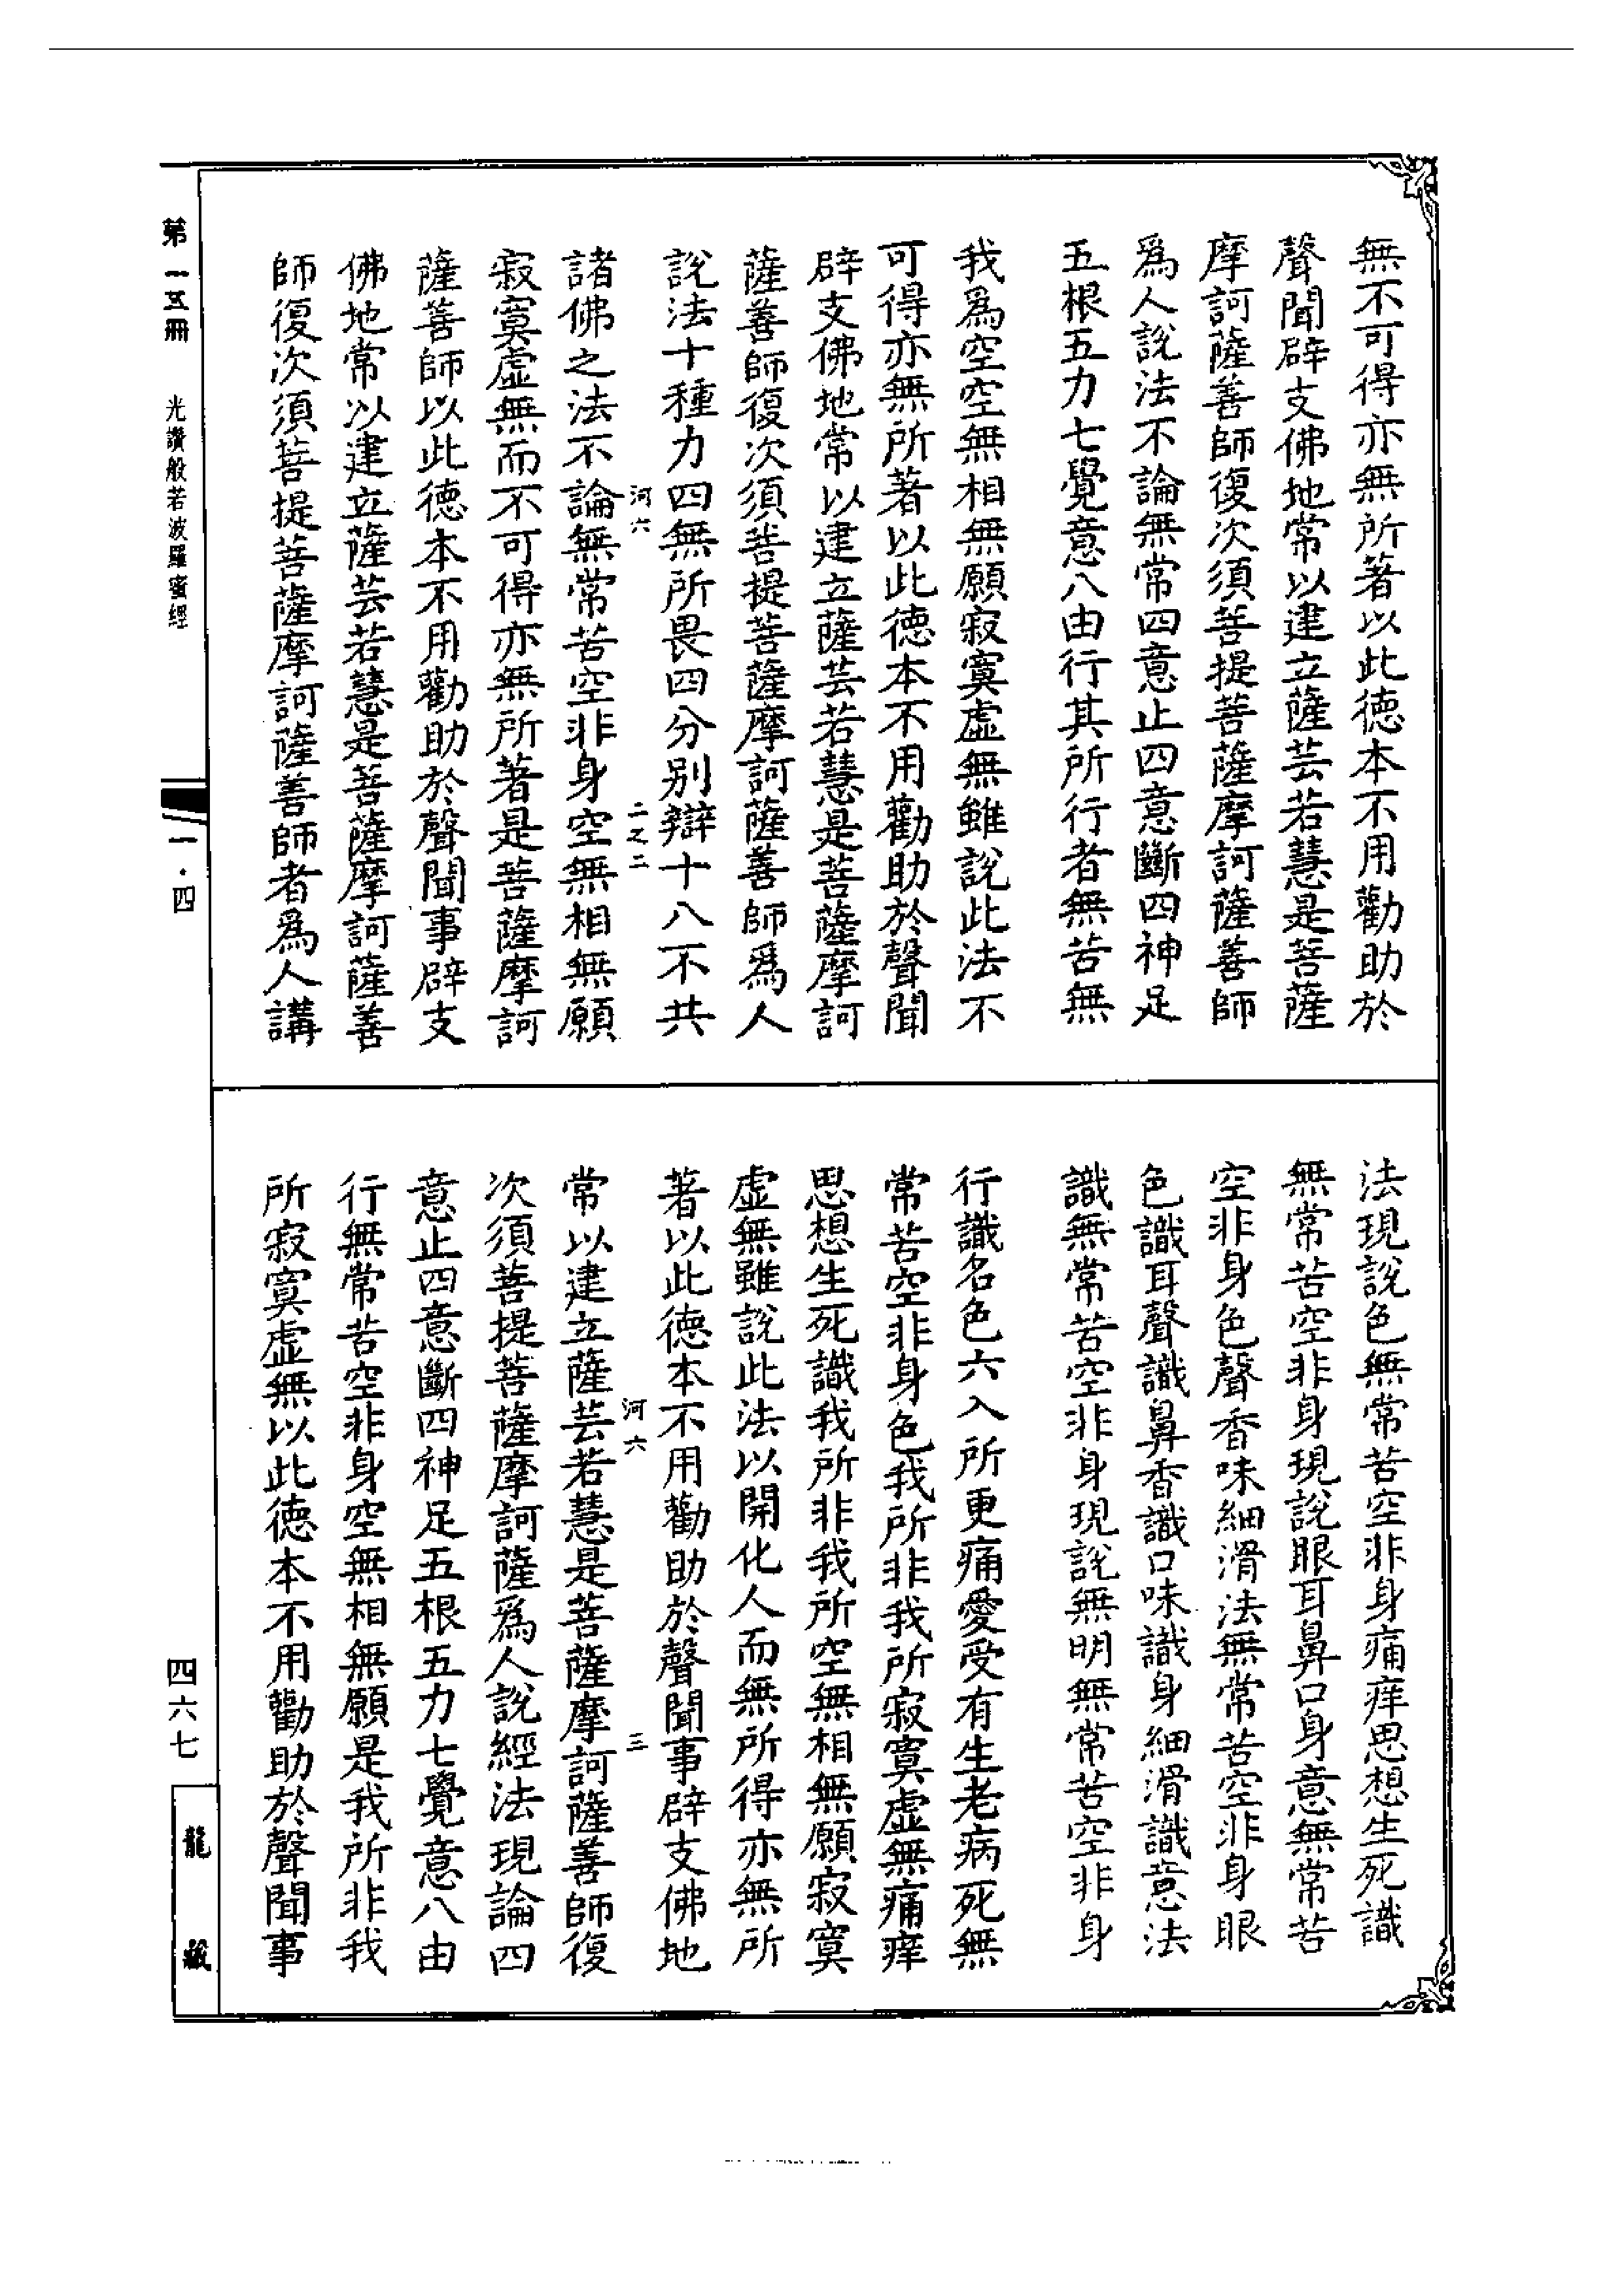 無不可得亦無所著以此德本不用勸助於
聲聞辟支佛地常以建立薩芸若慧是菩薩
摩訶薩善師復次須菩提菩薩摩訶薩善師
爲人說法不論無常四意止四意斷四神足
五根五力七覺意八由行其所行者無苦無
我爲空空無相無願寂寞虛無雖說此法不
可得亦無所著以此德本不用勸助於聲聞
辟支佛地常以建立薩芸若慧是菩薩摩訶
薩善師復次須菩提菩薩摩訶薩善師爲人
說法十種力四無所畏四分別辯十八不共
河六 二之二
諸佛之法不論無常苦空非身空無相無願
寂寞虛無而不可得亦無所著是菩薩摩訶
薩善師以此德本不用勸助於聲聞事辟支
佛地常以建立薩芸若慧是菩薩摩訶薩善
師復次須菩提菩薩摩訶薩善師者爲人講
法現說色無常苦空非身痛痒思想生死識
無常苦空非身現說眼耳鼻口身意無常苦
空非身色聲香味細滑法無常苦空非身眼
色識耳聲識鼻香識口味識身細滑識意法
識無常苦空非身現說無明無常苦空非身
行識名色六入所更痛愛受有生老病死無
常苦空非身色我所非我所寂寞虛無痛痒
思想生死識我所非我所空無相無願寂寞
虛無雖說此法以開化人而無所得亦無所
著以此德本不用勸助於聲聞事辟支佛地
河六 三
常以建立薩芸若慧是菩薩摩訶薩善師復
次須菩提菩薩摩訶薩爲人說經法現論四
意止四意斷四神足五根五力七覺意八由
行無常苦空非身空無相無願是我所非我
所寂寞虛無以此德本不用勸助於聲聞事
第一五冊 光讚般若波羅蜜經 一·四 四六七 龍藏